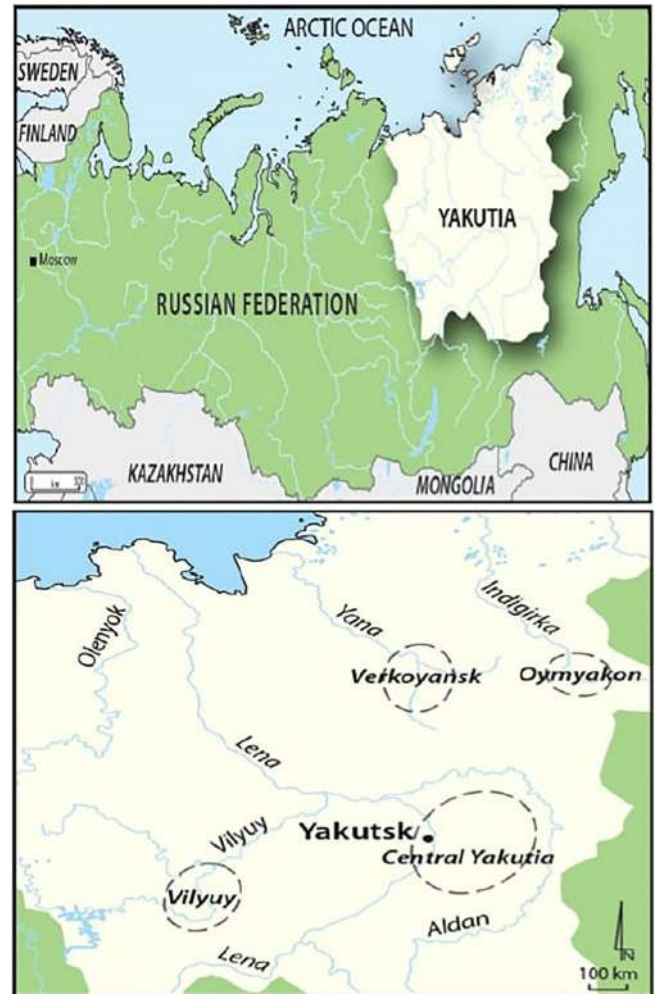 ARCTIC OCEAN
SWEDEN
FINLAND
YAKUTIA
Moscow
RUSSIAN FEDERATION
KAZAKHSTAN
MONGOLIA
CHINA
Olenyok
Yana
Indigirka
Verkoyansk
Oymyakon
Lena
Vilyuy
Yakutsk
Central Yakutia
Vilyuy
Aldan
Lena
N
100 km